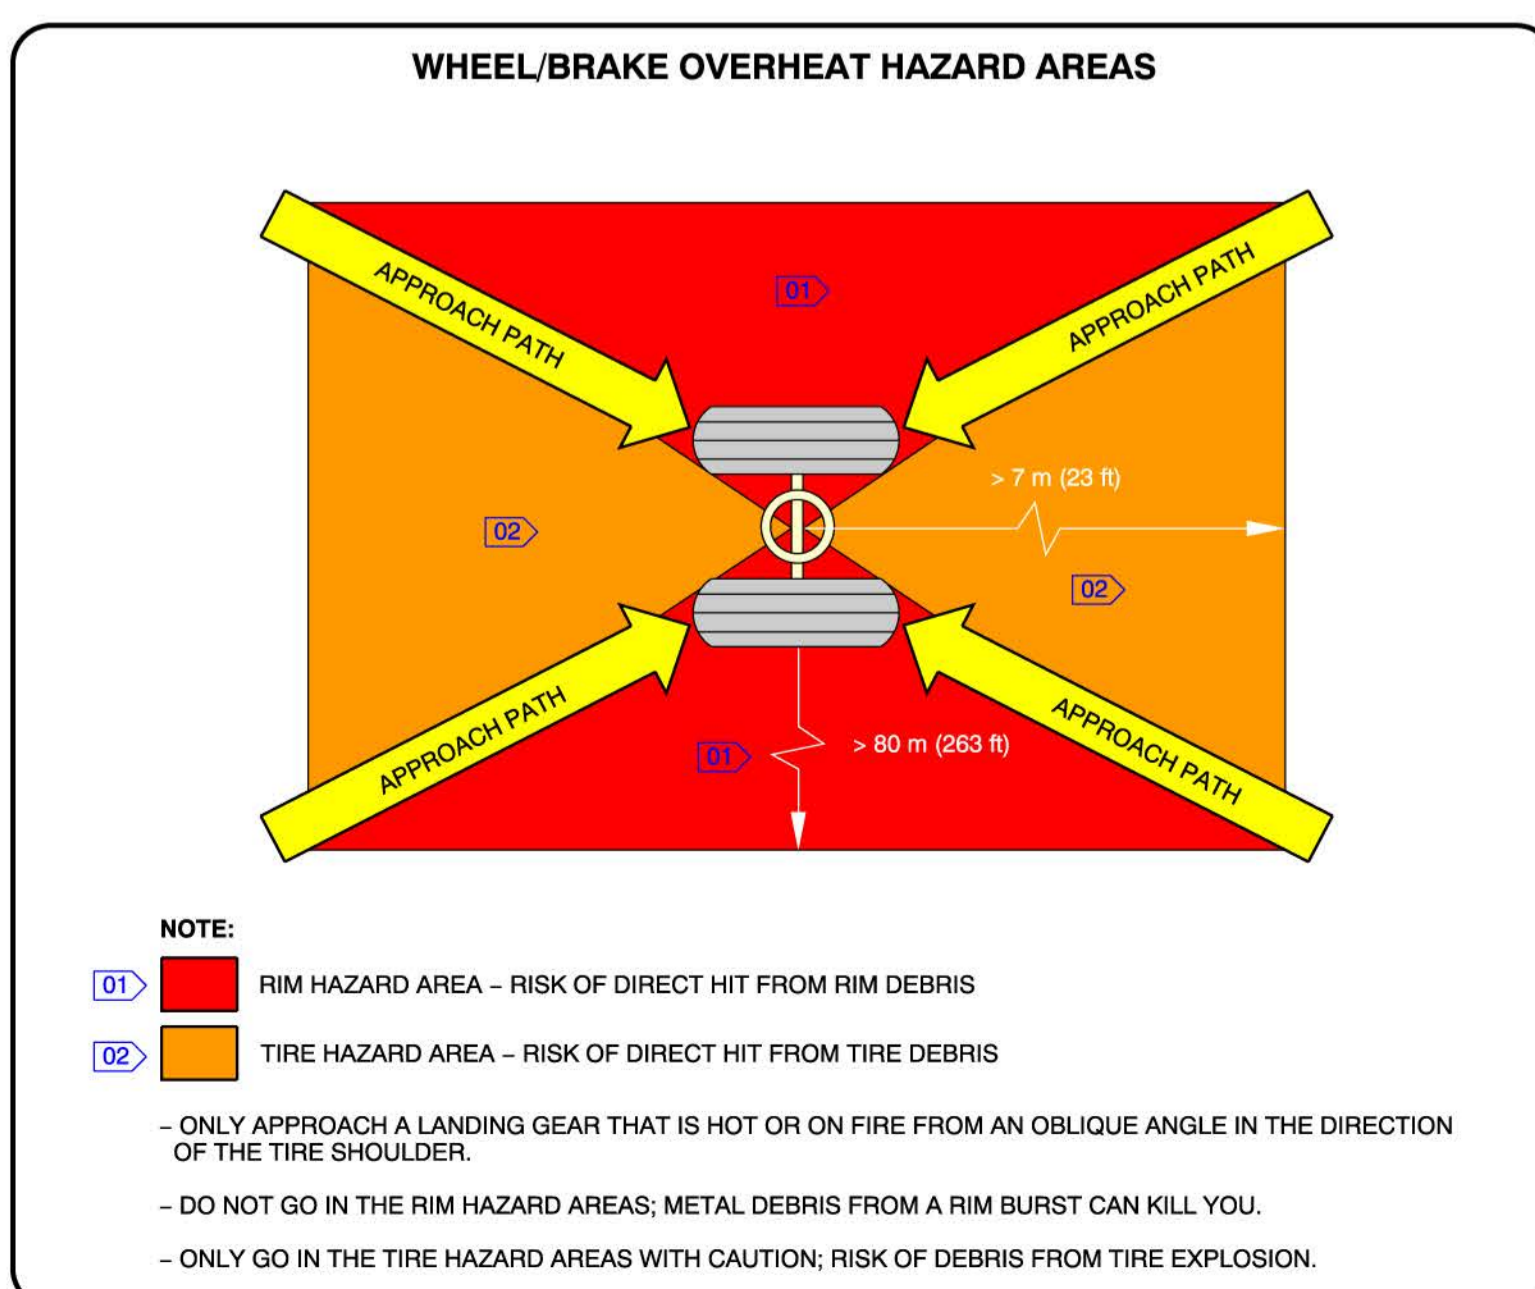 WHEEL/BRAKE OVERHEAT HAZARD AREAS
APPROACH PATH
APPROACH PATH
01
> 7 m (23 ft)
02
02
APPROACH PATH
01
> 80 m (263 ft)
APPROACH PATH
NOTE:
01 RIM HAZARD AREA – RISK OF DIRECT HIT FROM RIM DEBRIS
02 TIRE HAZARD AREA – RISK OF DIRECT HIT FROM TIRE DEBRIS
– ONLY APPROACH A LANDING GEAR THAT IS HOT OR ON FIRE FROM AN OBLIQUE ANGLE IN THE DIRECTION
OF THE TIRE SHOULDER.
– DO NOT GO IN THE RIM HAZARD AREAS; METAL DEBRIS FROM A RIM BURST CAN KILL YOU.
– ONLY GO IN THE TIRE HAZARD AREAS WITH CAUTION; RISK OF DEBRIS FROM TIRE EXPLOSION.